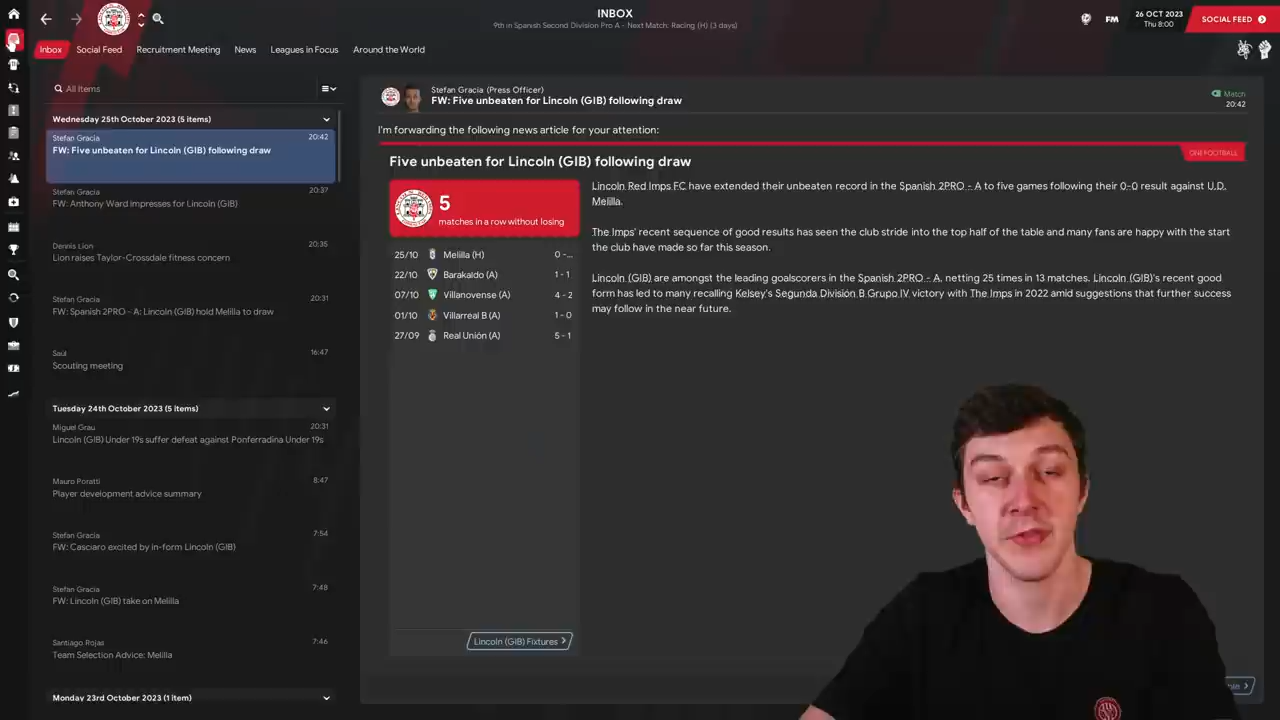 INBOX
9th in Spanish Second Division Pro A - Next Match: Racing (H) (3 days)
FM
26 OCT 2023
Thu 8:00
SOCIAL FEED
Inbox
Social Feed
Recruitment Meeting
News
Leagues in Focus
Around the World
All Items
Wednesday 25th October 2023 (5 items)
Stefan Gracia
20:42
FW: Five unbeaten for Lincoln (GIB) following draw
Stefan Gracia
20:37
FW: Anthony Ward impresses for Lincoln (GIB)
Dennis Lion
20:35
Lion raises Taylor-Crossdale fitness concern
Stefan Gracia
20:31
FW: Spanish 2PRO - A: Lincoln (GIB) hold Melilla to draw
Saúl
16:47
Scouting meeting
Tuesday 24th October 2023 (5 items)
Miguel Grau
20:31
Lincoln (GIB) Under 19s suffer defeat against Ponferradina Under 19s
Mauro Poratti
8:47
Player development advice summary
Stefan Gracia
7:54
FW: Casciaro excited by in-form Lincoln (GIB)
Stefan Gracia
7:48
FW: Lincoln (GIB) take on Melilla
Santiago Rojas
7:46
Team Selection Advice: Melilla
Monday 23rd October 2023 (1 item)
Stefan Gracia (Press Officer)
FW: Five unbeaten for Lincoln (GIB) following draw
Match
20:42
I'm forwarding the following news article for your attention:
ONEFOOTBALL
Five unbeaten for Lincoln (GIB) following draw
5
matches in a row without losing
25/10 Melilla (H) 0 -...
22/10 Barakaldo (A) 1 - 1
07/10 Villanovense (A) 4 - 2
01/10 Villarreal B (A) 1 - 0
27/09 Real Unión (A) 5 - 1
Lincoln (GIB) Fixtures
Lincoln Red Imps FC have extended their unbeaten record in the Spanish 2PRO - A to five games following their 0-0 result against U.D.
Melilla.
The Imps' recent sequence of good results has seen the club stride into the top half of the table and many fans are happy with the start
the club have made so far this season.
Lincoln (GIB) are amongst the leading goalscorers in the Spanish 2PRO - A, netting 25 times in 13 matches. Lincoln (GIB)'s recent good
form has led to many recalling Kelsey's Segunda División B Grupo IV victory with The Imps in 2022 amid suggestions that further success
may follow in the near future.